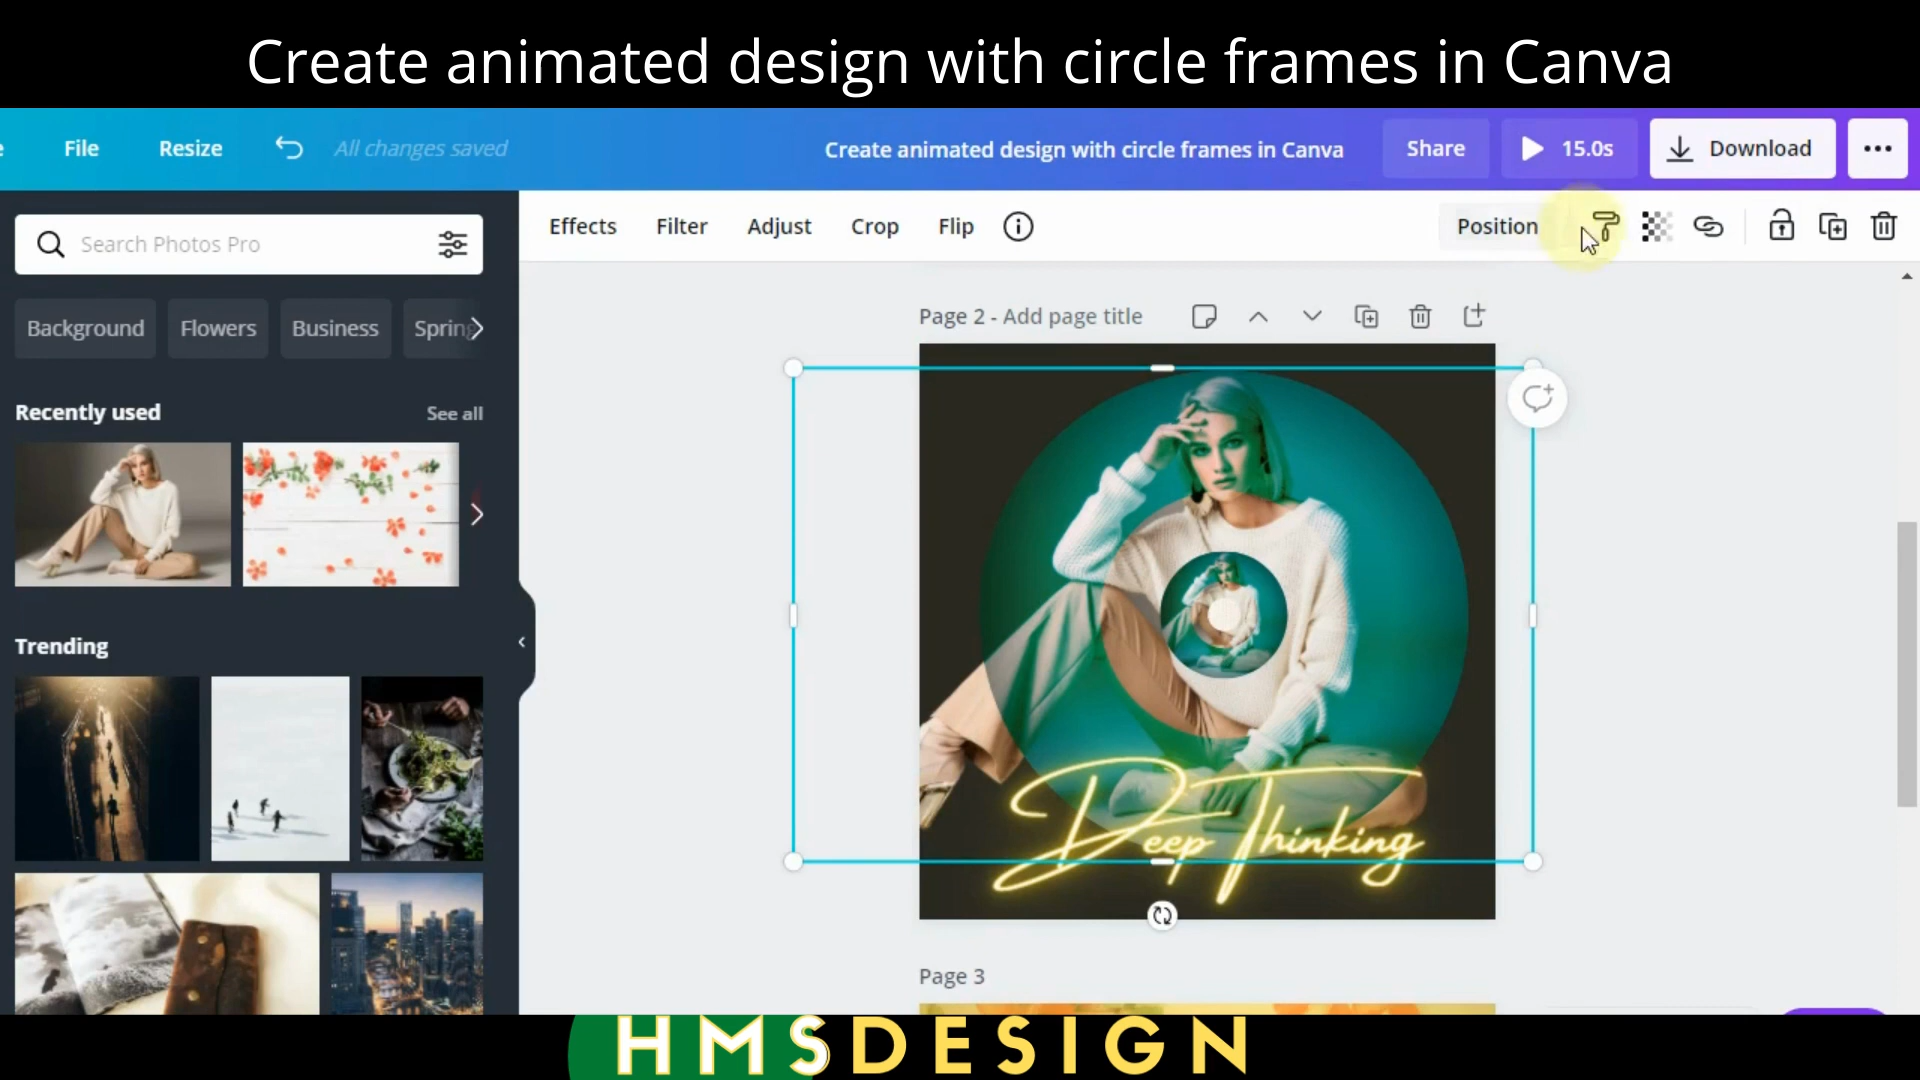 Create animated design with circle frames in Canva
File Resize All changes saved Create animated design with circle frames in Canva Share 15.0s Download
Search Photos Pro
Effects Filter Adjust Crop Flip Position
Background Flowers Business Spring
Page 2 - Add page title
Recently used See all
Trending
Deep Thinking
Page 3
HMSDESIGN